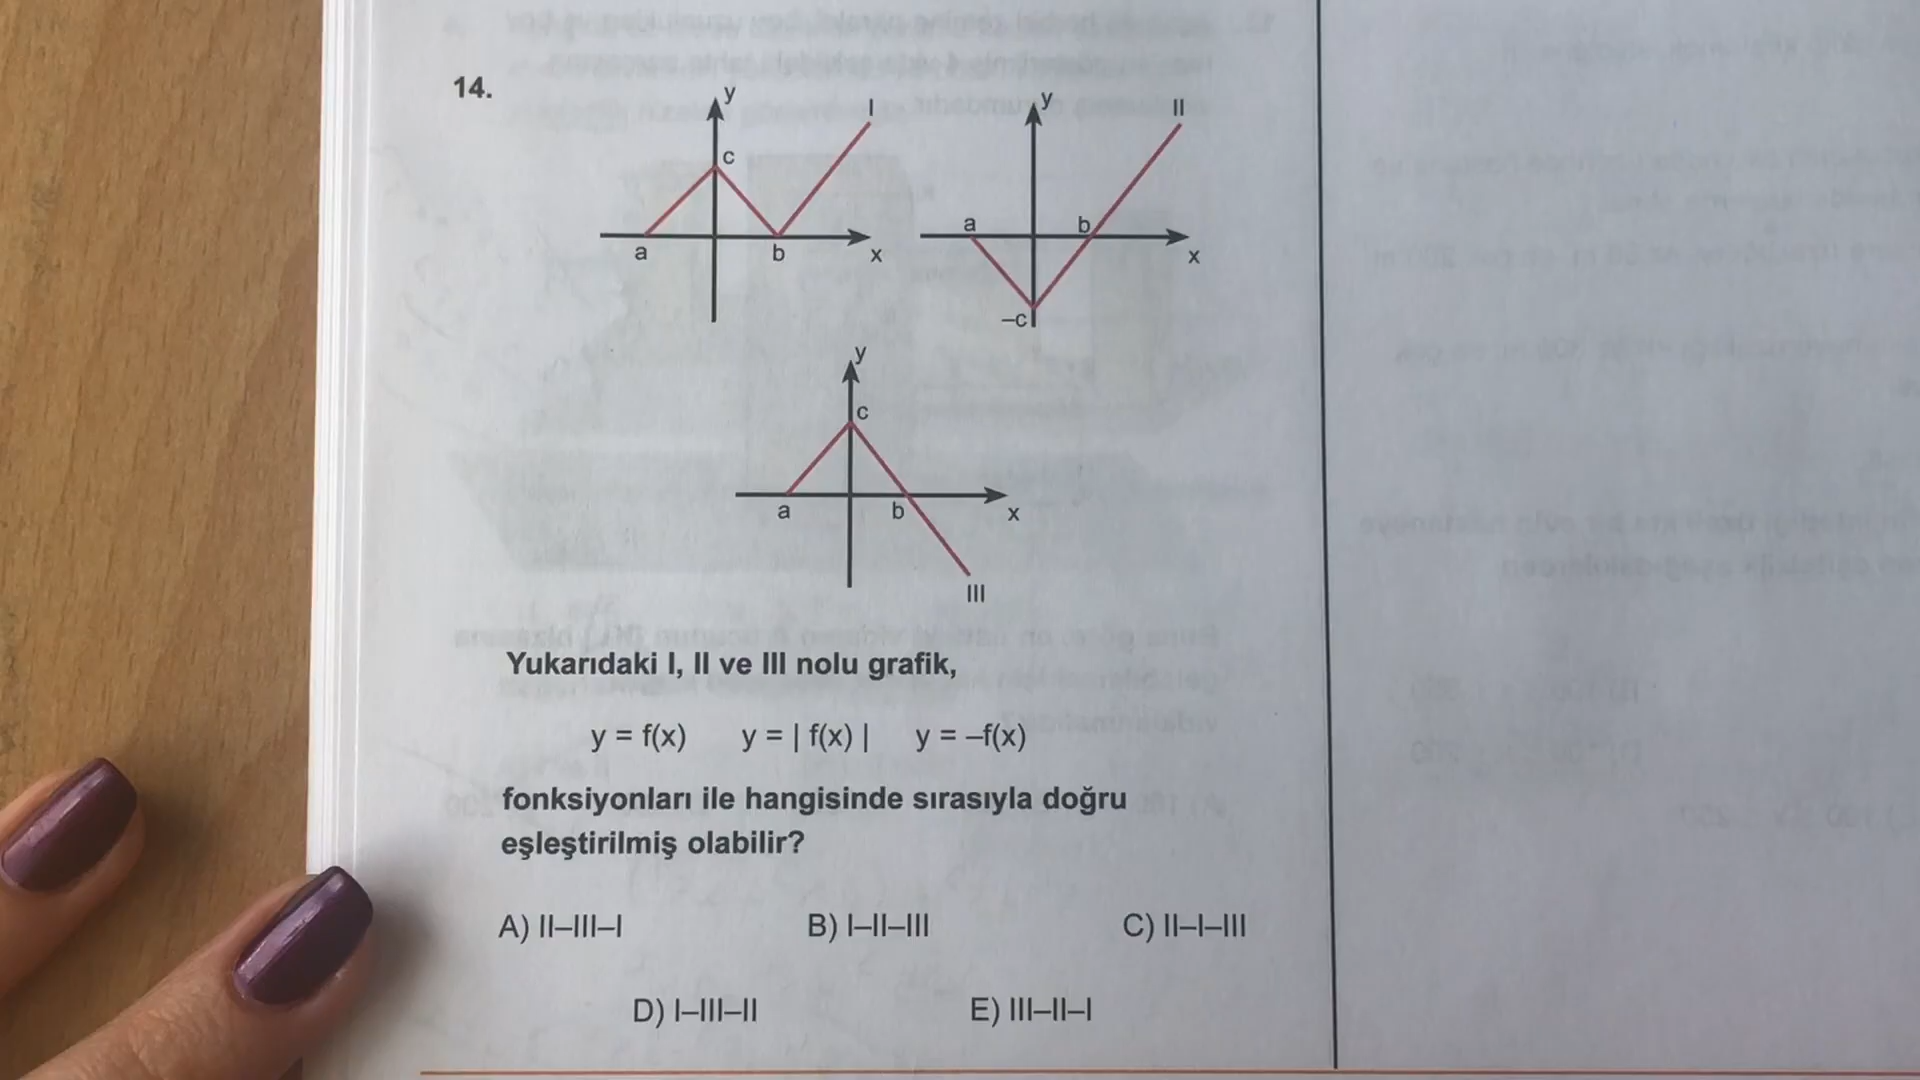 14.
y
I
c
a
b
x
y
II
a
b
x
–c
y
c
a
b
x
III
Yukarıdaki I, II ve III nolu grafik,
y = f(x) y = | f(x) | y = –f(x)
fonksiyonları ile hangisinde sırasıyla doğru
eşleştirilmiş olabilir?
A) II–III–I B) I–II–III C) II–I–III
D) I–III–II E) III–II–I